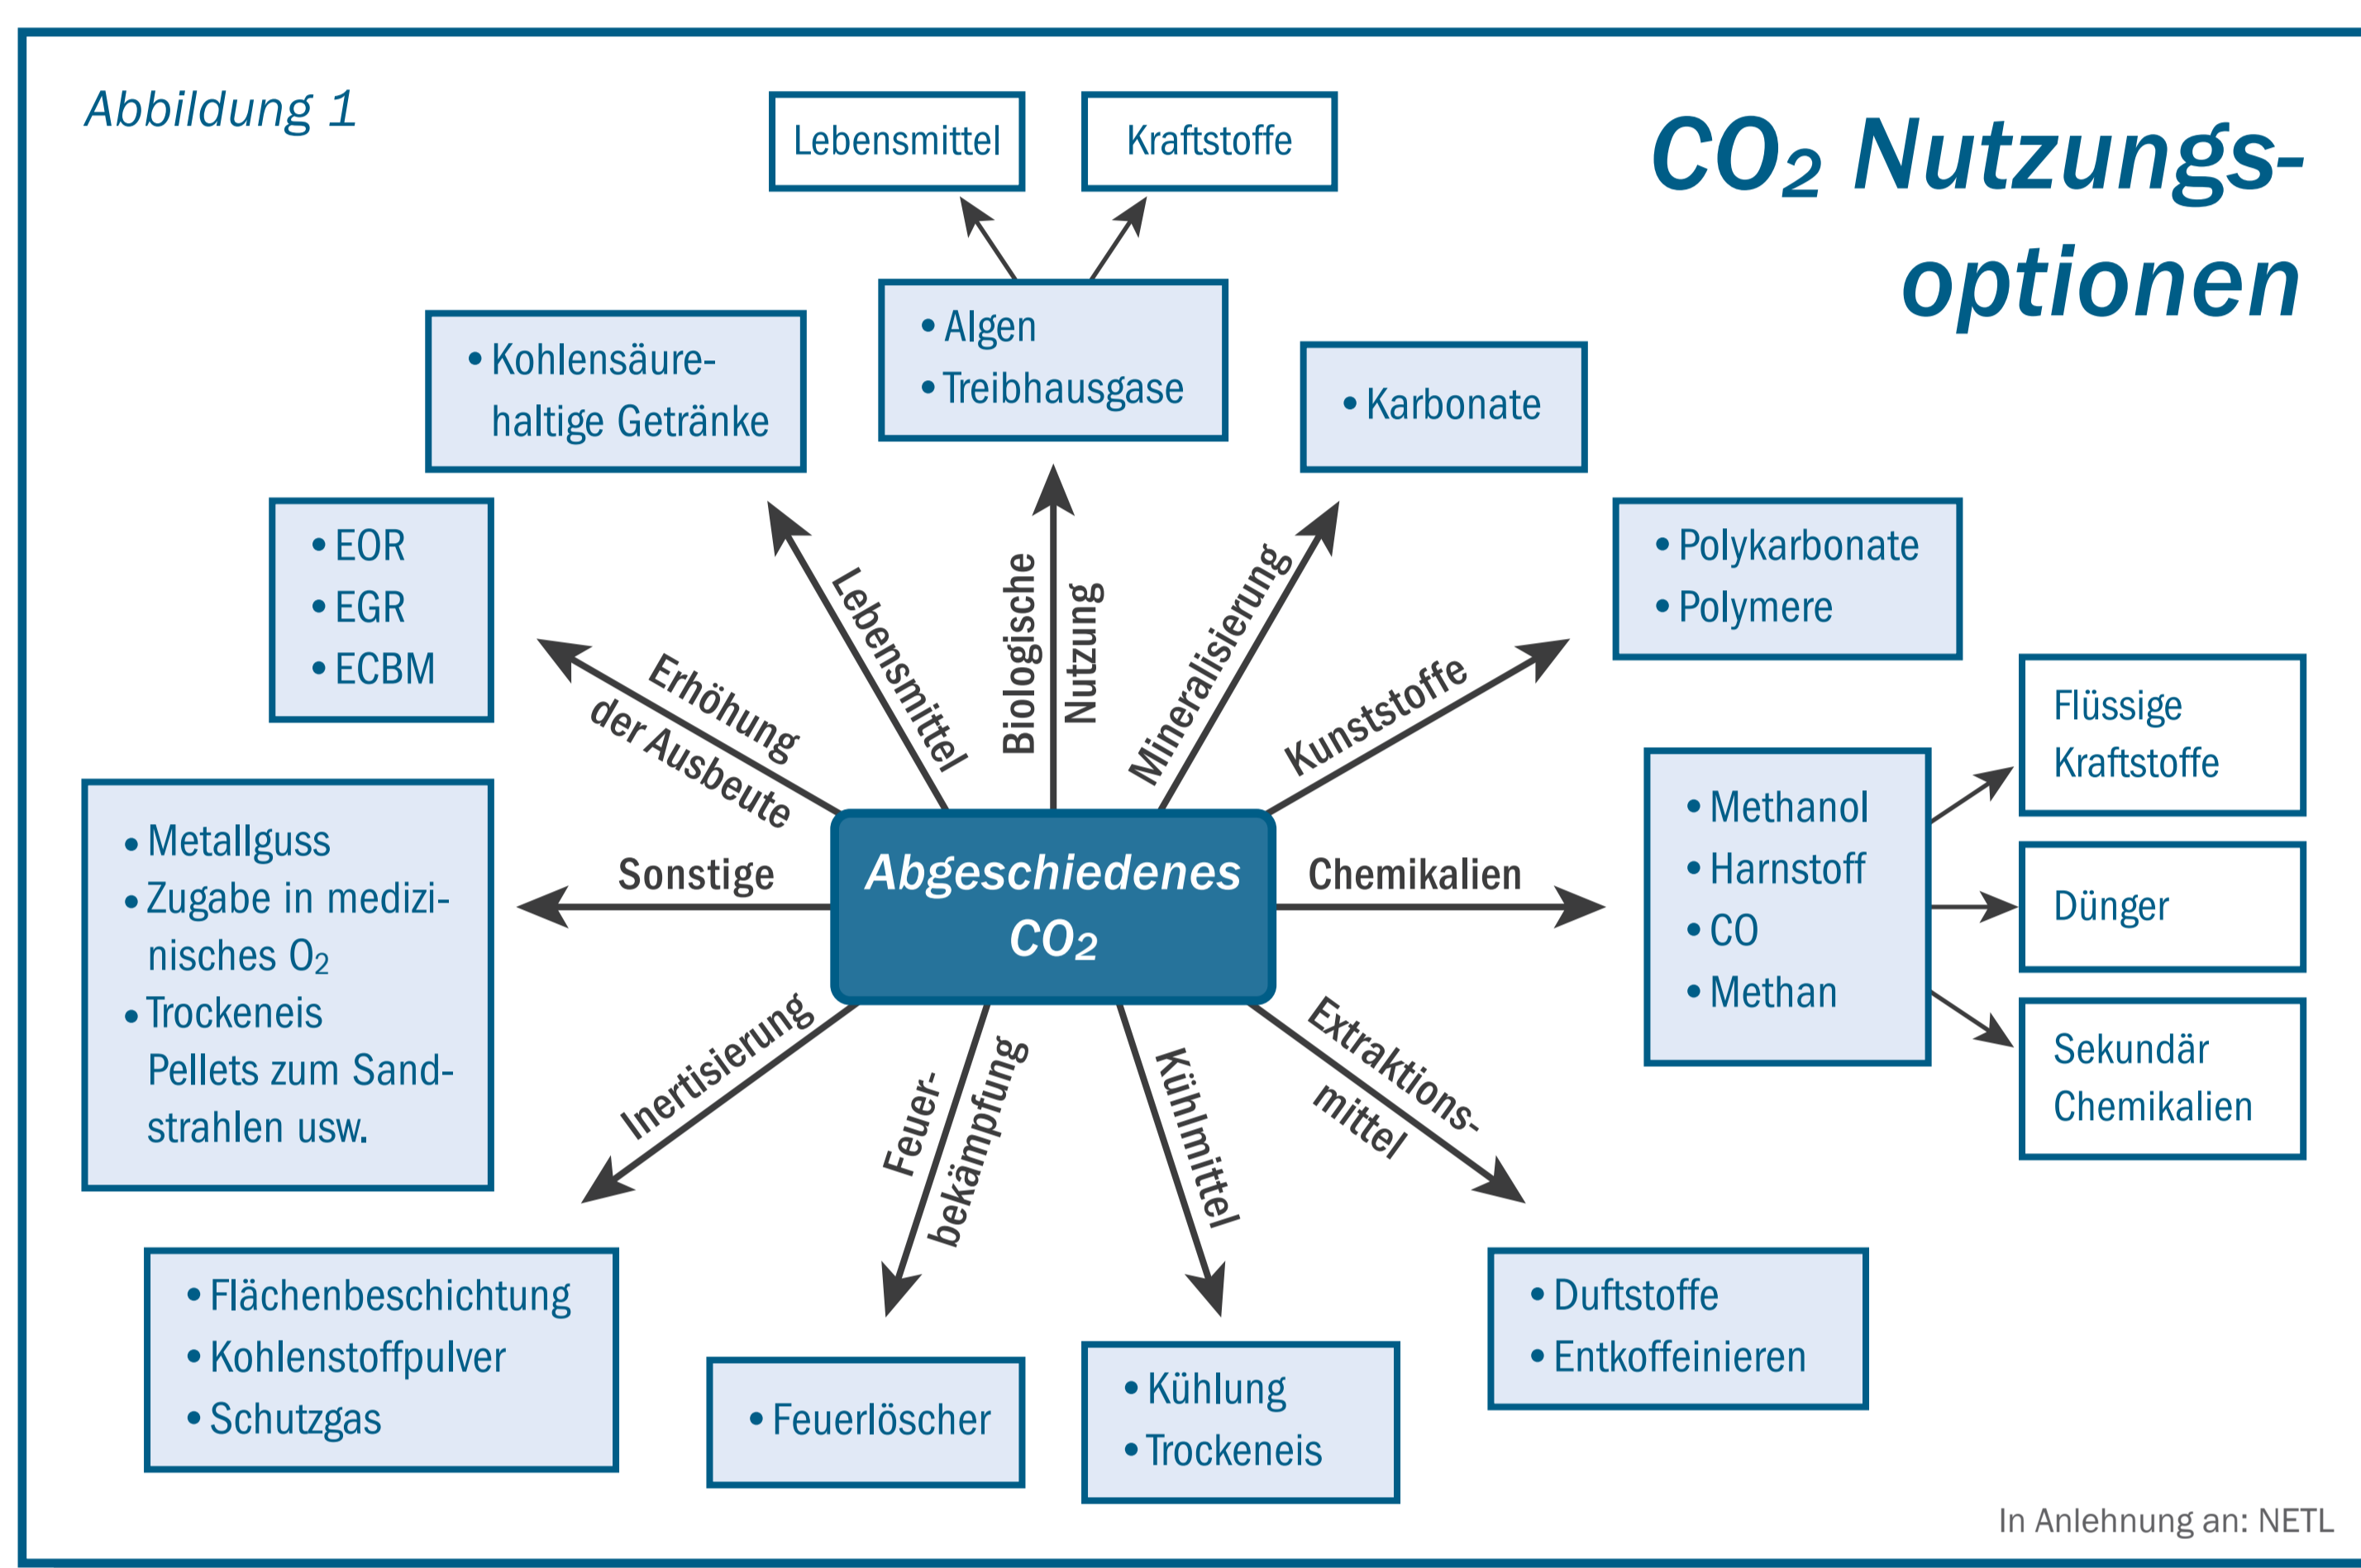 Abbildung 1
CO₂ Nutzungs-
optionen
Lebensmittel
Kraftstoffe
• Algen
• Treibhausgase
• Kohlensäure-
haltige Getränke
• Karbonate
• EOR
• EGR
• ECBM
• Polykarbonate
• Polymere
Erhöhung
der Ausbeute
Lebensmittel
Biologische
Nutzung
Mineralisierung
Kunststoffe
• Metallguss
• Zugabe in medizi-
nisches O₂
• Trockeneis
Pellets zum Sand-
strahlen usw.
Sonstige
Abgeschiedenes
CO₂
Chemikalien
• Methanol
• Harnstoff
• CO
• Methan
Flüssige
Kraftstoffe
Dünger
Sekundär
Chemikalien
Inertisierung
Feuer-
bekämpfung
Kühlmittel
Extraktions-
mittel
• Flächenbeschichtung
• Kohlenstoffpulver
• Schutzgas
• Feuerlöscher
• Kühlung
• Trockeneis
• Duftstoffe
• Entkoffeinieren
In Anlehnung an: NETL